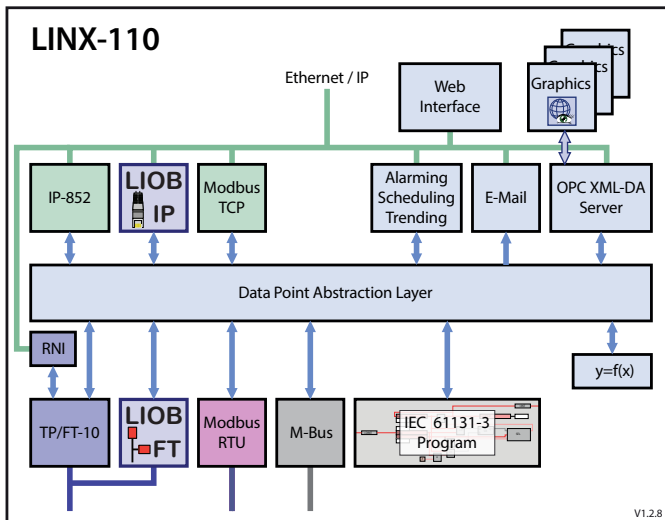 LINX-110
Ethernet / IP
Web
Interface
Graphics
Graphics
Graphics
IP-852
LIOB
IP
Modbus
TCP
Alarming
Scheduling
Trending
E-Mail
OPC XML-DA
Server
Data Point Abstraction Layer
RNI
y=f(x)
TP/FT-10
LIOB
FT
Modbus
RTU
M-Bus
IEC 61131-3
Program
V1.2.8